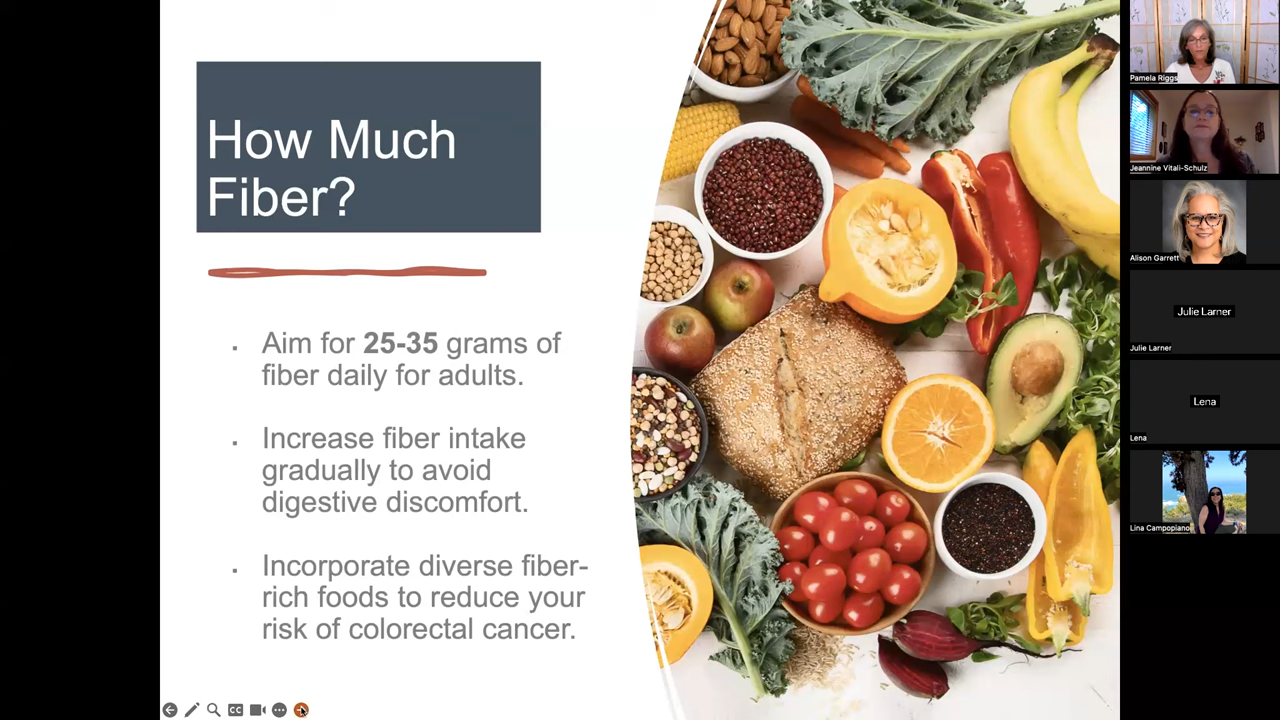 How Much
Fiber?
Aim for 25-35 grams of
fiber daily for adults.
Increase fiber intake
gradually to avoid
digestive discomfort.
Incorporate diverse fiber-
rich foods to reduce your
risk of colorectal cancer.
CC
Pamela Riggs
Jeannine Vitali-Schulz
Alison Garrett
Julie Larner
Julie Larner
Lena
Lena
Lina Campopiano